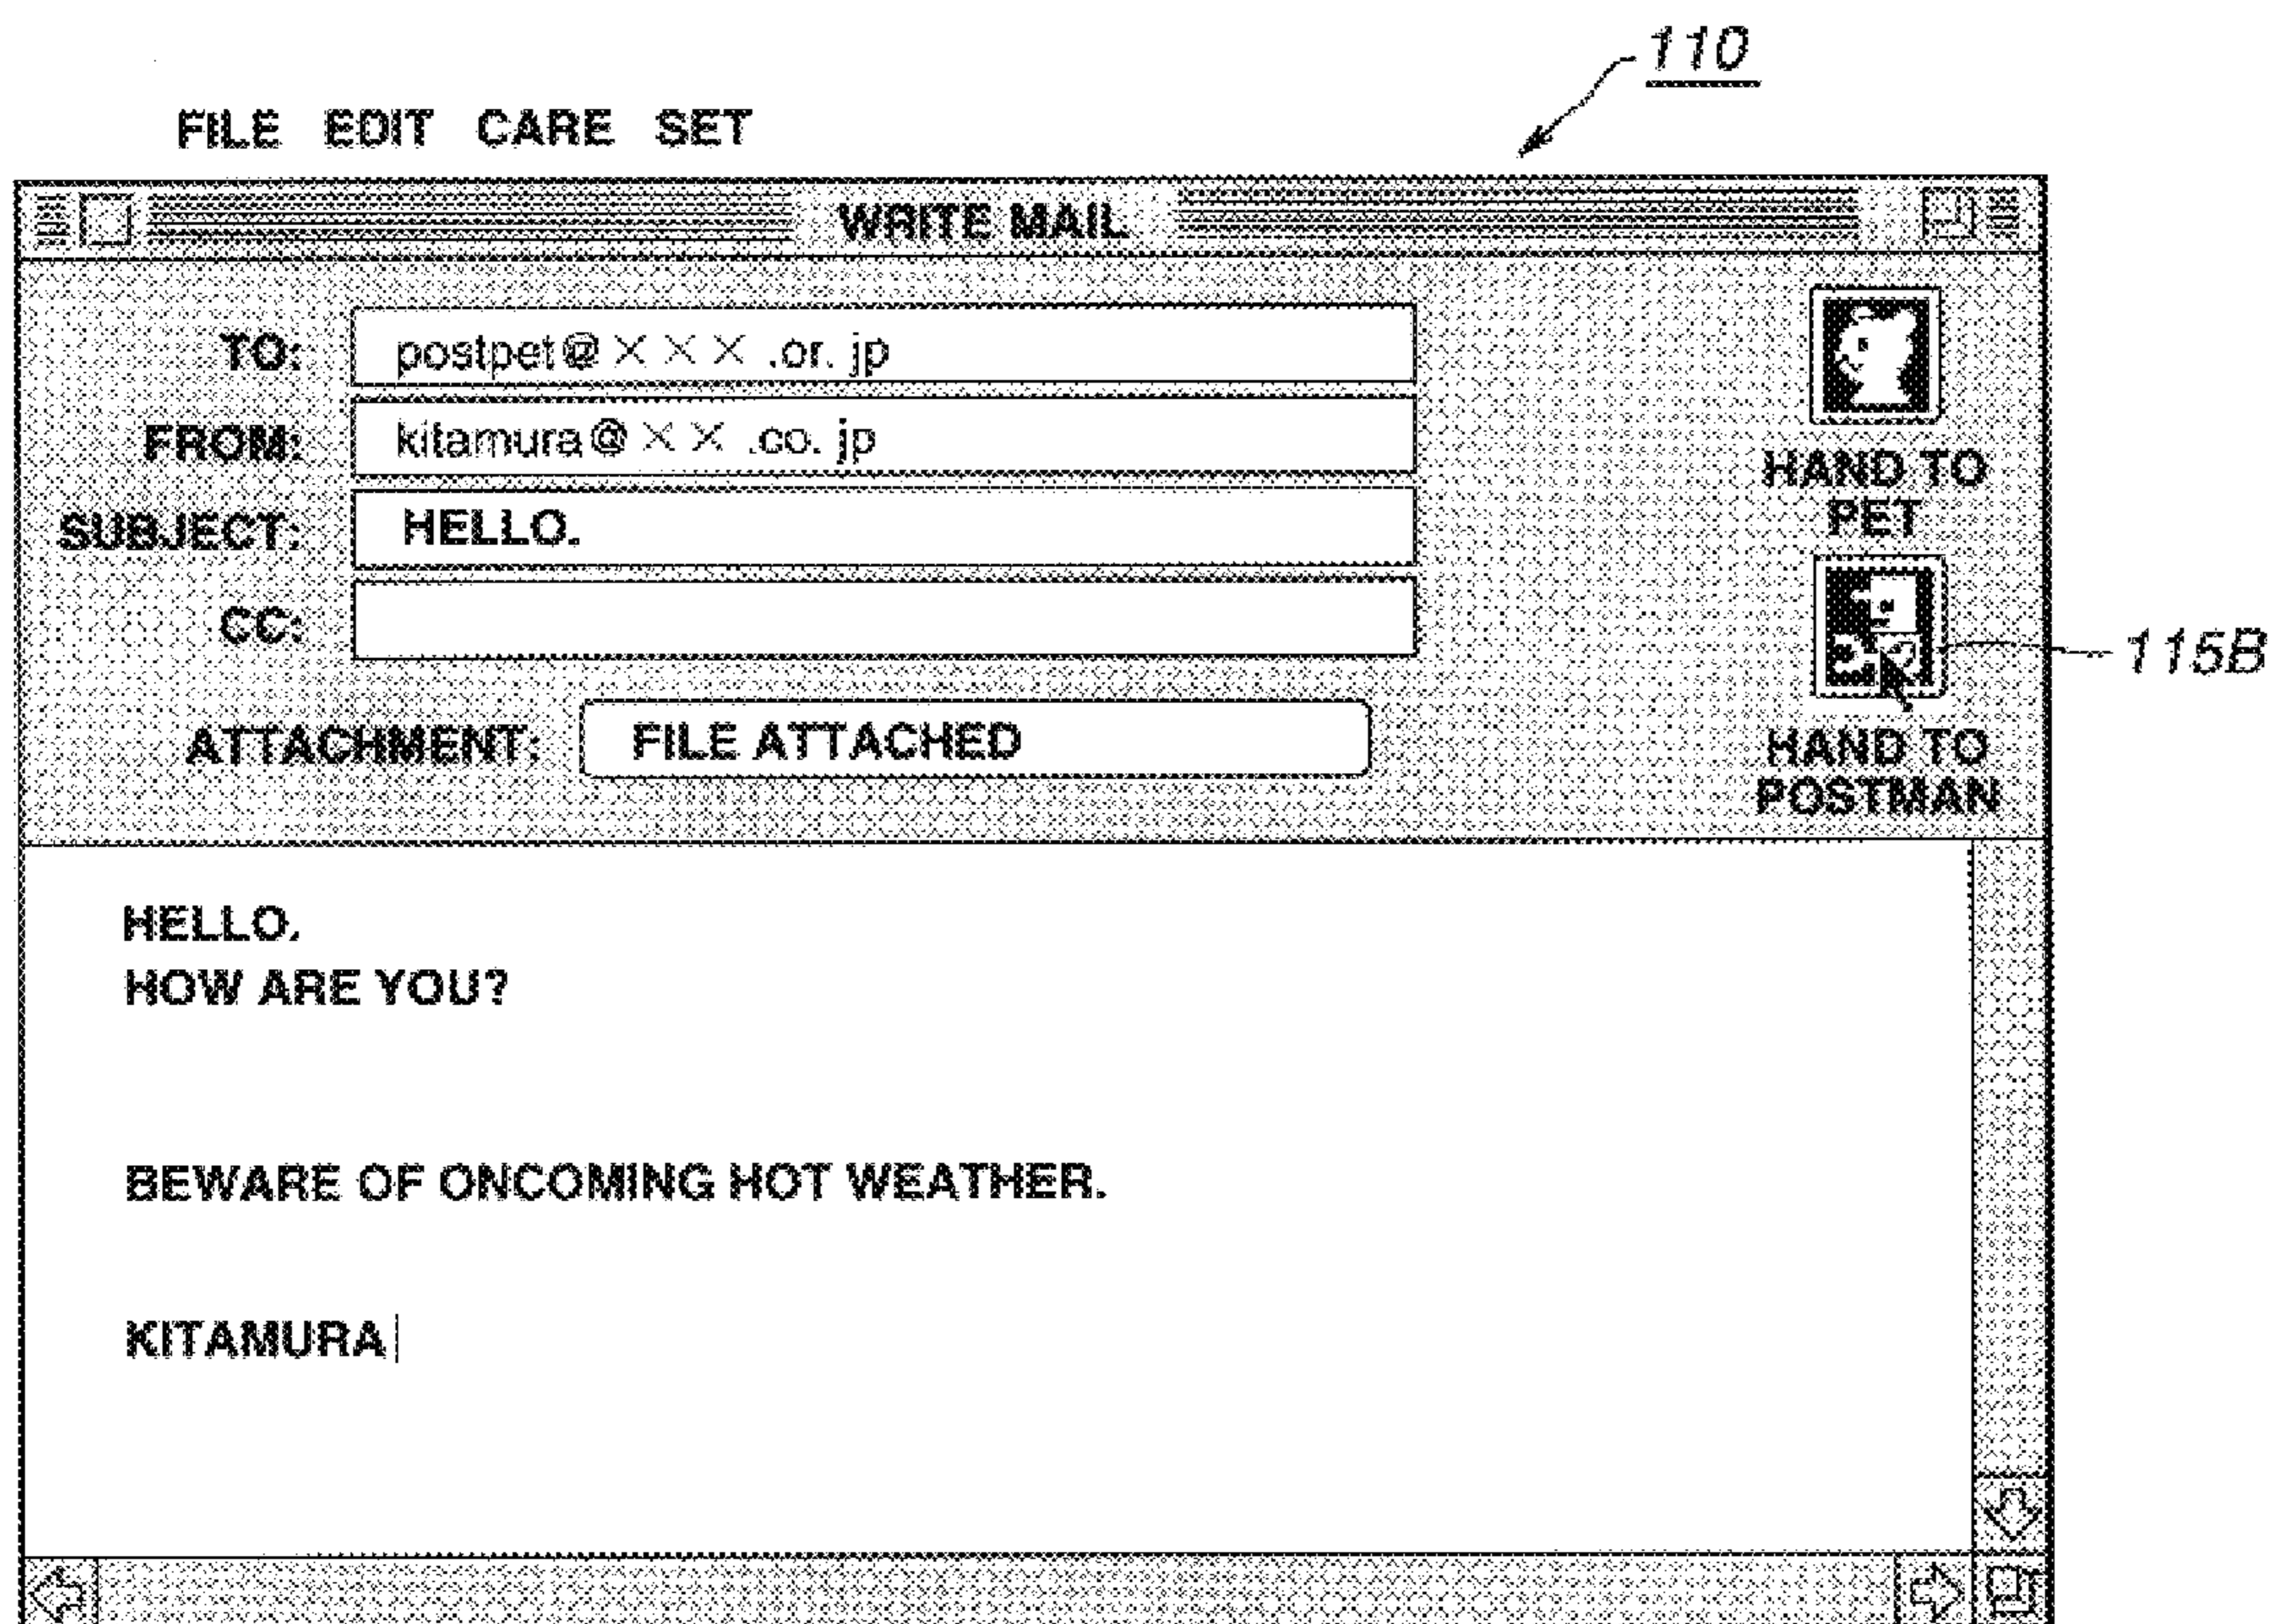 110
FILE EDIT CARE SET
WRITE MAIL
TO: postpet@×××.or.jp
FROM: kitamura@××.co.jp
SUBJECT: HELLO.
CC:
ATTACHMENT: FILE ATTACHED
HAND TO
PET
115B
HAND TO
POSTMAN
HELLO.
HOW ARE YOU?
BEWARE OF ONCOMING HOT WEATHER.
KITAMURA